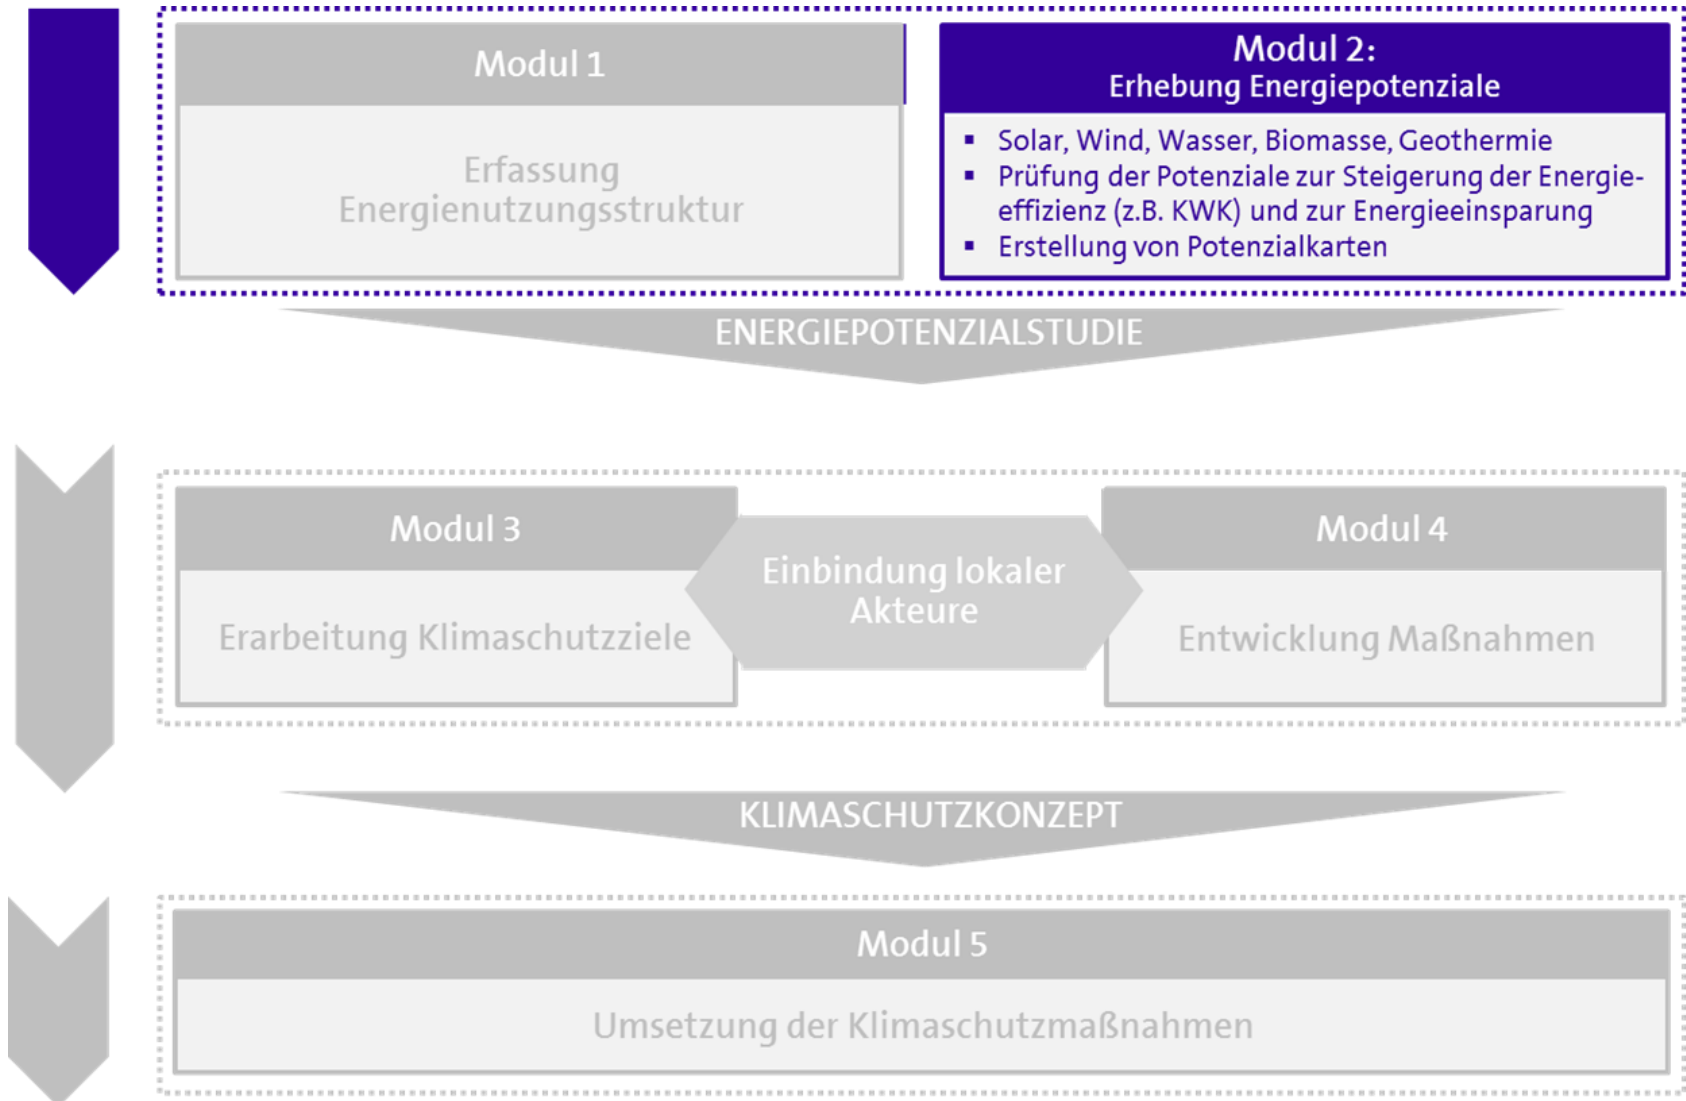 Modul 1
Erfassung
Energienutzungsstruktur
Modul 2:
Erhebung Energiepotenziale
▪ Solar, Wind, Wasser, Biomasse, Geothermie
▪ Prüfung der Potenziale zur Steigerung der Energie-
effizienz (z.B. KWK) und zur Energieeinsparung
▪ Erstellung von Potenzialkarten
ENERGIEPOTENZIALSTUDIE
Modul 3
Erarbeitung Klimaschutzziele
Einbindung lokaler
Akteure
Modul 4
Entwicklung Maßnahmen
KLIMASCHUTZKONZEPT
Modul 5
Umsetzung der Klimaschutzmaßnahmen